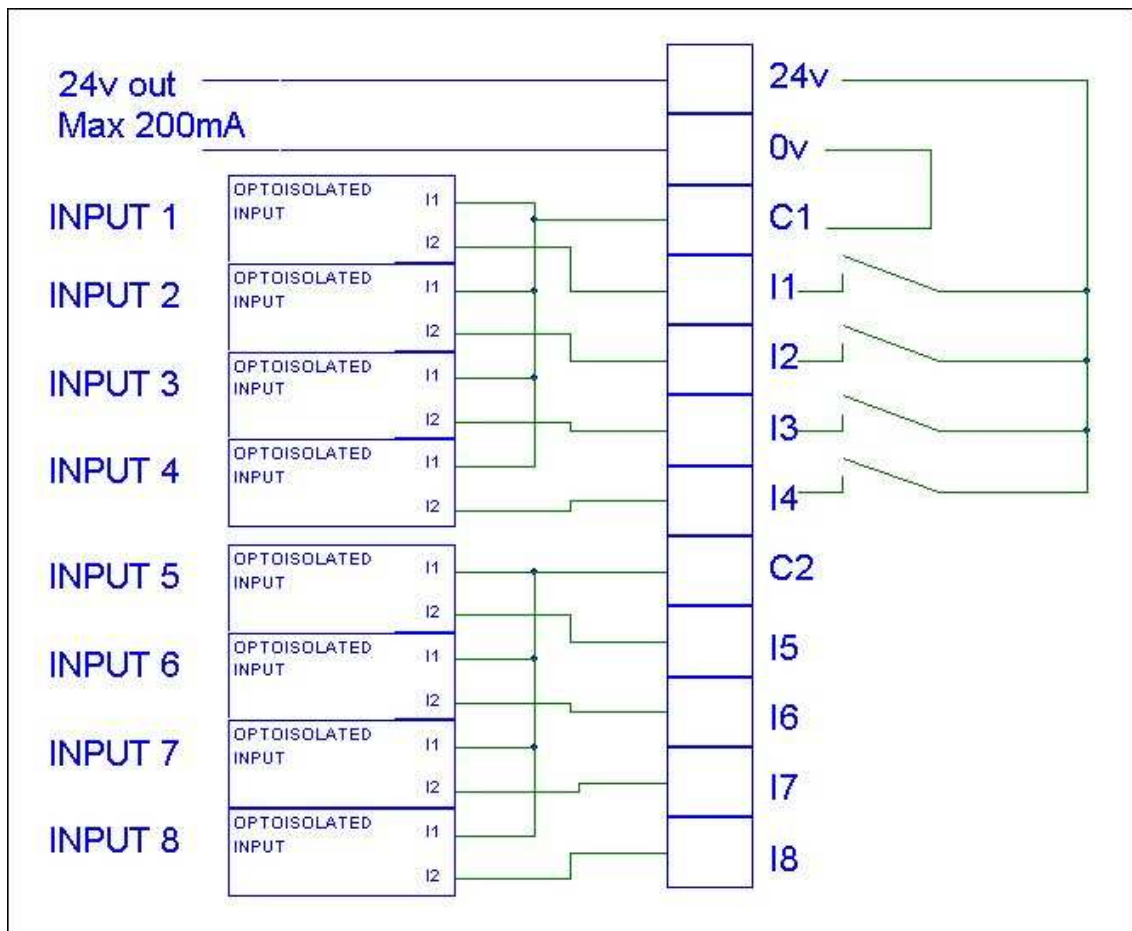 24v out
Max 200mA
24v
0v
INPUT 1
OPTOISOLATED
INPUT
I1
I2
C1
INPUT 2
OPTOISOLATED
INPUT
I1
I2
I1
INPUT 3
OPTOISOLATED
INPUT
I1
I2
I2
I3
INPUT 4
OPTOISOLATED
INPUT
I1
I2
I4
INPUT 5
OPTOISOLATED
INPUT
I1
I2
C2
INPUT 6
OPTOISOLATED
INPUT
I1
I2
I5
I6
INPUT 7
OPTOISOLATED
INPUT
I1
I2
I7
INPUT 8
OPTOISOLATED
INPUT
I1
I2
I8